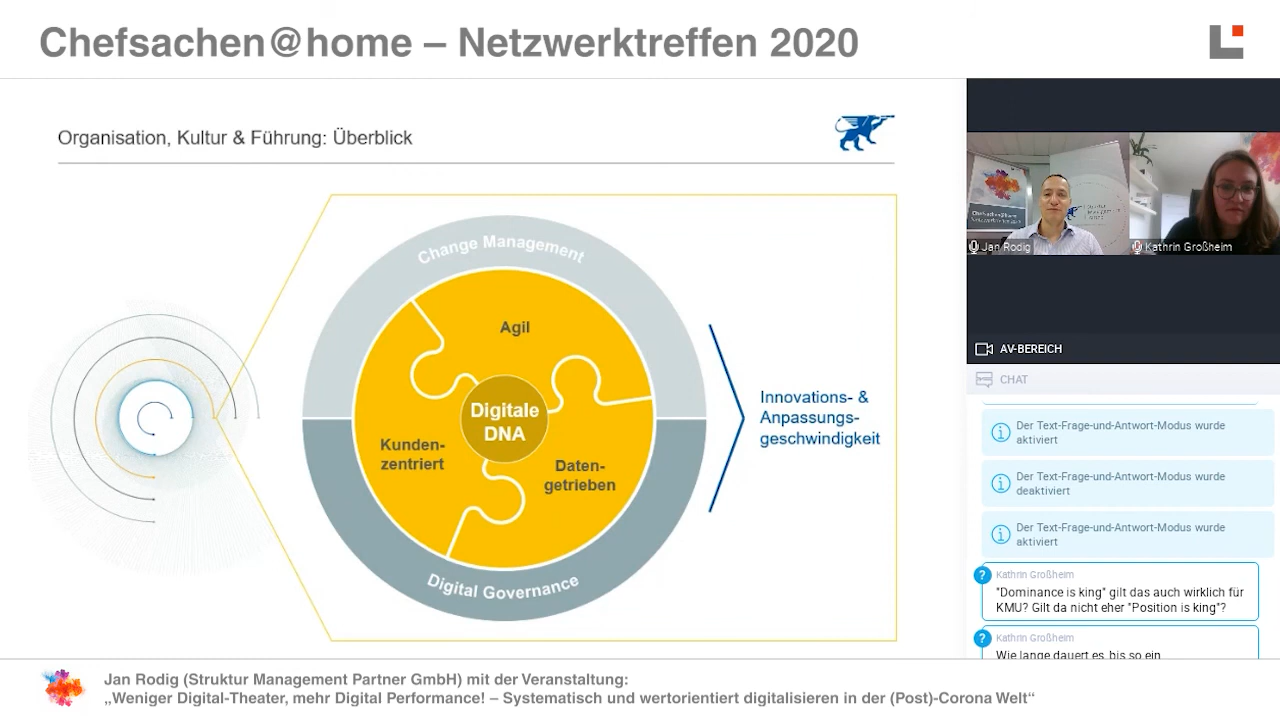 Chefsachen@home – Netzwerktreffen 2020
Organisation, Kultur & Führung: Überblick
Change Management
Agil
Digitale
DNA
Kunden-
zentriert
Daten-
getrieben
Digital Governance
Innovations- &
Anpassungs-
geschwindigkeit
Chefsachen@home
Jan Rodig
Kathrin Großheim
AV-BEREICH
CHAT
Der Text-Frage-und-Antwort-Modus wurde
aktiviert
Der Text-Frage-und-Antwort-Modus wurde
deaktiviert
Der Text-Frage-und-Antwort-Modus wurde
aktiviert
Kathrin Großheim
"Dominance is king" gilt das auch wirklich für
KMU? Gilt da nicht eher "Position is king"?
Kathrin Großheim
Wie lange dauert es, bis so ein
Jan Rodig (Struktur Management Partner GmbH) mit der Veranstaltung:
„Weniger Digital-Theater, mehr Digital Performance! – Systematisch und wertorientiert digitalisieren in der (Post)-Corona Welt“